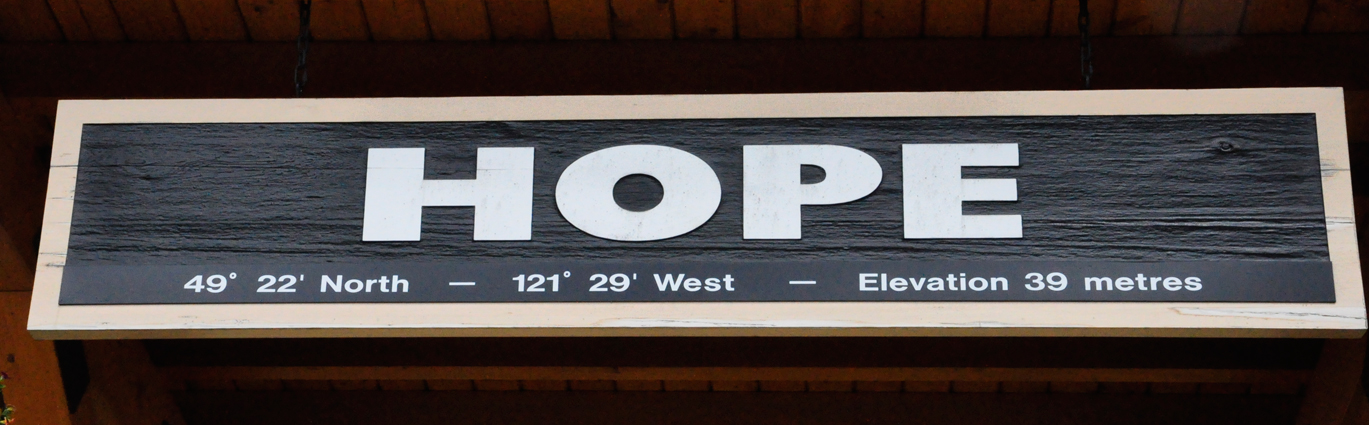 HOPE
49° 22' North — 121° 29' West — Elevation 39 metres